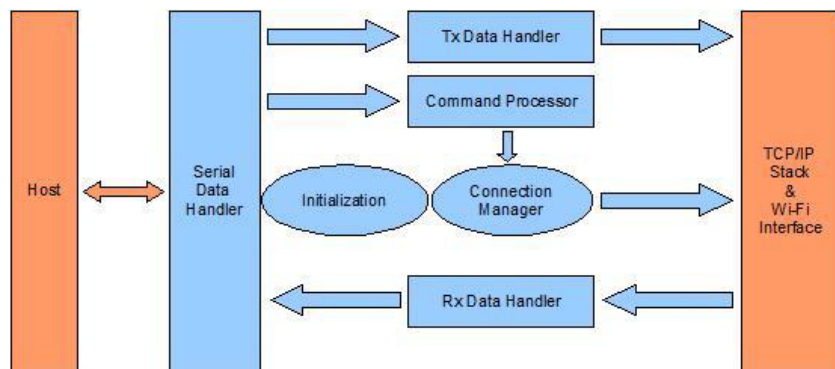 Host
Serial
Data
Handler
Tx Data Handler
Command Processor
Initialization
Connection
Manager
Rx Data Handler
TCP/IP
Stack
&
Wi-Fi
Interface